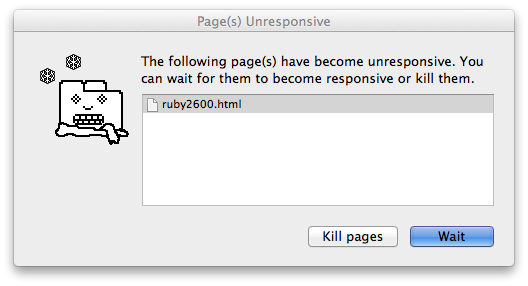 Page(s) Unresponsive
The following page(s) have become unresponsive. You
can wait for them to become responsive or kill them.
ruby2600.html
Kill pages
Wait